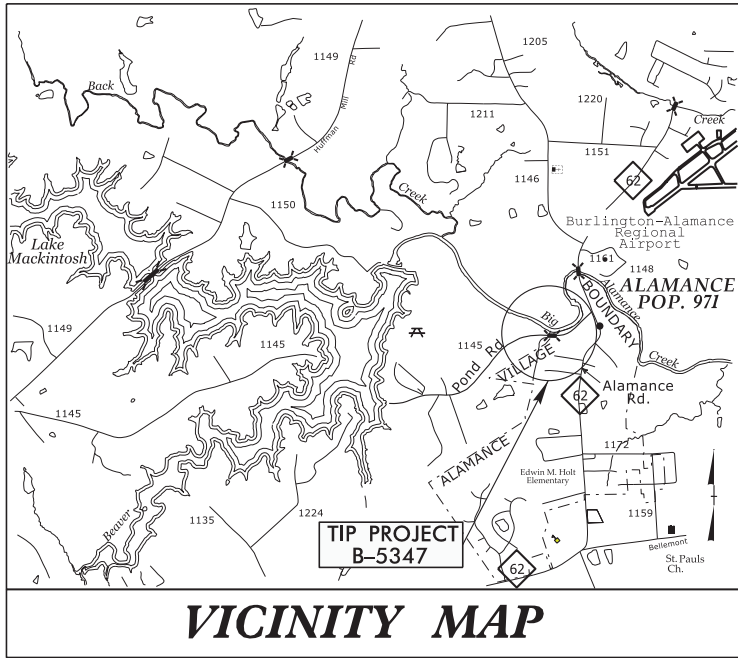 1149
1205
Back
Huffman Mill Rd
1211
1220
Creek
1151
1146
62
1150
Creek
Burlington-Alamance
Regional
Airport
Lake
Mackintosh
1161
1148
ALAMANCE
POP. 971
BOUNDARY
Alamance
Big
1149
1145
1145
Pond Rd
VILLAGE
Creek
Alamance
Rd.
62
1145
ALAMANCE
1172
Edwin M. Holt
Elementary
Beaver
1135
1224
1159
TIP PROJECT
B-5347
Bellemont
St. Pauls
Ch.
62
VICINITY MAP